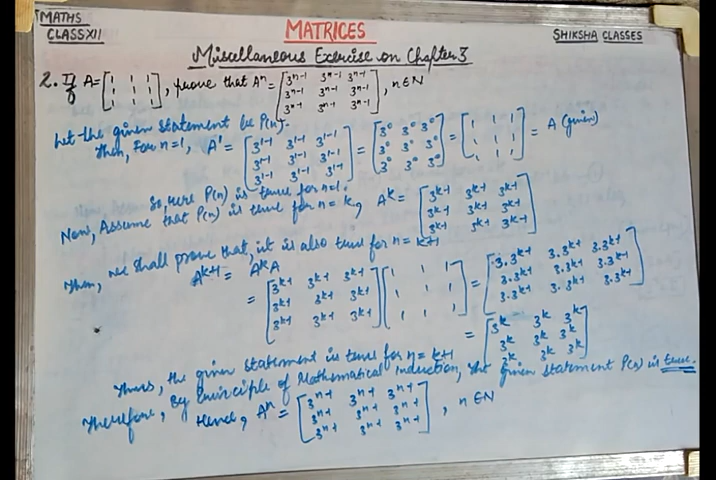 MATHS
CLASS XII
MATRICES
SHIKSHA CLASSES
Miscellaneous Exercise on Chapter 3
2. If A = [1 1 1; 1 1 1; 1 1 1], prove that Aⁿ = [3ⁿ⁻¹ 3ⁿ⁻¹ 3ⁿ⁻¹; 3ⁿ⁻¹ 3ⁿ⁻¹ 3ⁿ⁻¹; 3ⁿ⁻¹ 3ⁿ⁻¹ 3ⁿ⁻¹], n ∈ N
Let the given statement be P(n).
Then, For n=1, A¹ = [3¹⁻¹ 3¹⁻¹ 3¹⁻¹; 3¹⁻¹ 3¹⁻¹ 3¹⁻¹; 3¹⁻¹ 3¹⁻¹ 3¹⁻¹] = [3⁰ 3⁰ 3⁰; 3⁰ 3⁰ 3⁰; 3⁰ 3⁰ 3⁰] = [1 1 1; 1 1 1; 1 1 1] = A (given)
So, here P(n) is true for n=1.
Now, Assume that P(n) is true for n=k, Aᵏ = [3ᵏ⁻¹ 3ᵏ⁻¹ 3ᵏ⁻¹; 3ᵏ⁻¹ 3ᵏ⁻¹ 3ᵏ⁻¹; 3ᵏ⁻¹ 3ᵏ⁻¹ 3ᵏ⁻¹]
Then, we shall prove that, it is also true for n=k+1
Aᵏ⁺¹ = AᵏA
= [3ᵏ⁻¹ 3ᵏ⁻¹ 3ᵏ⁻¹; 3ᵏ⁻¹ 3ᵏ⁻¹ 3ᵏ⁻¹; 3ᵏ⁻¹ 3ᵏ⁻¹ 3ᵏ⁻¹] [1 1 1; 1 1 1; 1 1 1] = [3.3ᵏ⁻¹ 3.3ᵏ⁻¹ 3.3ᵏ⁻¹; 3.3ᵏ⁻¹ 3.3ᵏ⁻¹ 3.3ᵏ⁻¹; 3.3ᵏ⁻¹ 3.3ᵏ⁻¹ 3.3ᵏ⁻¹]
= [3ᵏ 3ᵏ 3ᵏ; 3ᵏ 3ᵏ 3ᵏ; 3ᵏ 3ᵏ 3ᵏ]
Thus, the given statement is true for n=k+1
Therefore, By Principle of Mathematical Induction, the given statement P(n) is true.
Hence, Aⁿ = [3ⁿ⁻¹ 3ⁿ⁻¹ 3ⁿ⁻¹; 3ⁿ⁻¹ 3ⁿ⁻¹ 3ⁿ⁻¹; 3ⁿ⁻¹ 3ⁿ⁻¹ 3ⁿ⁻¹], n ∈ N